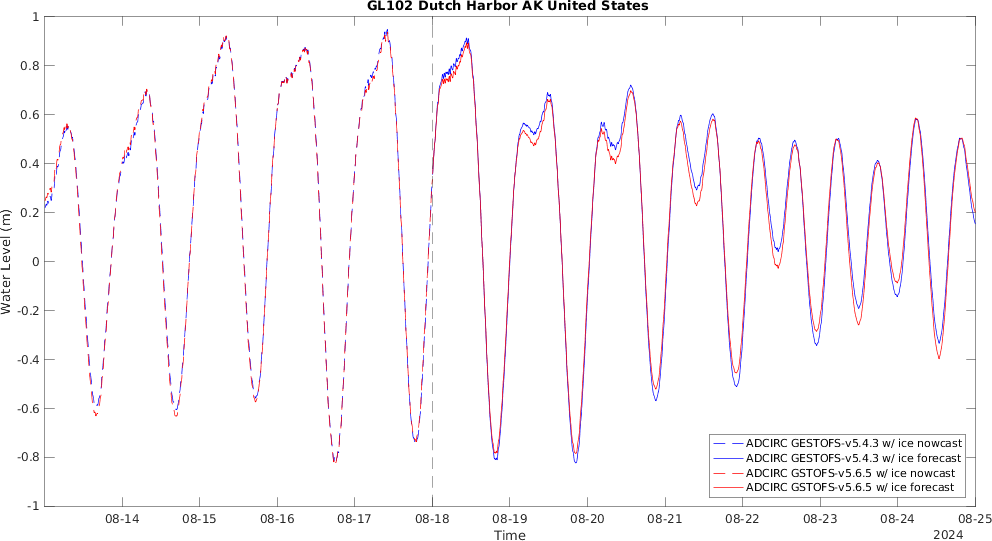 GL102 Dutch Harbor AK United States
1
0.8
0.6
0.4
0.2
0
-0.2
-0.4
-0.6
-0.8
-1
Water Level (m)
ADCIRC GESTOFS-v5.4.3 w/ ice nowcast
ADCIRC GESTOFS-v5.4.3 w/ ice forecast
ADCIRC GSTOFS-v5.6.5 w/ ice nowcast
ADCIRC GSTOFS-v5.6.5 w/ ice forecast
08-14 08-15 08-16 08-17 08-18 08-19 08-20 08-21 08-22 08-23 08-24 08-25
Time
2024